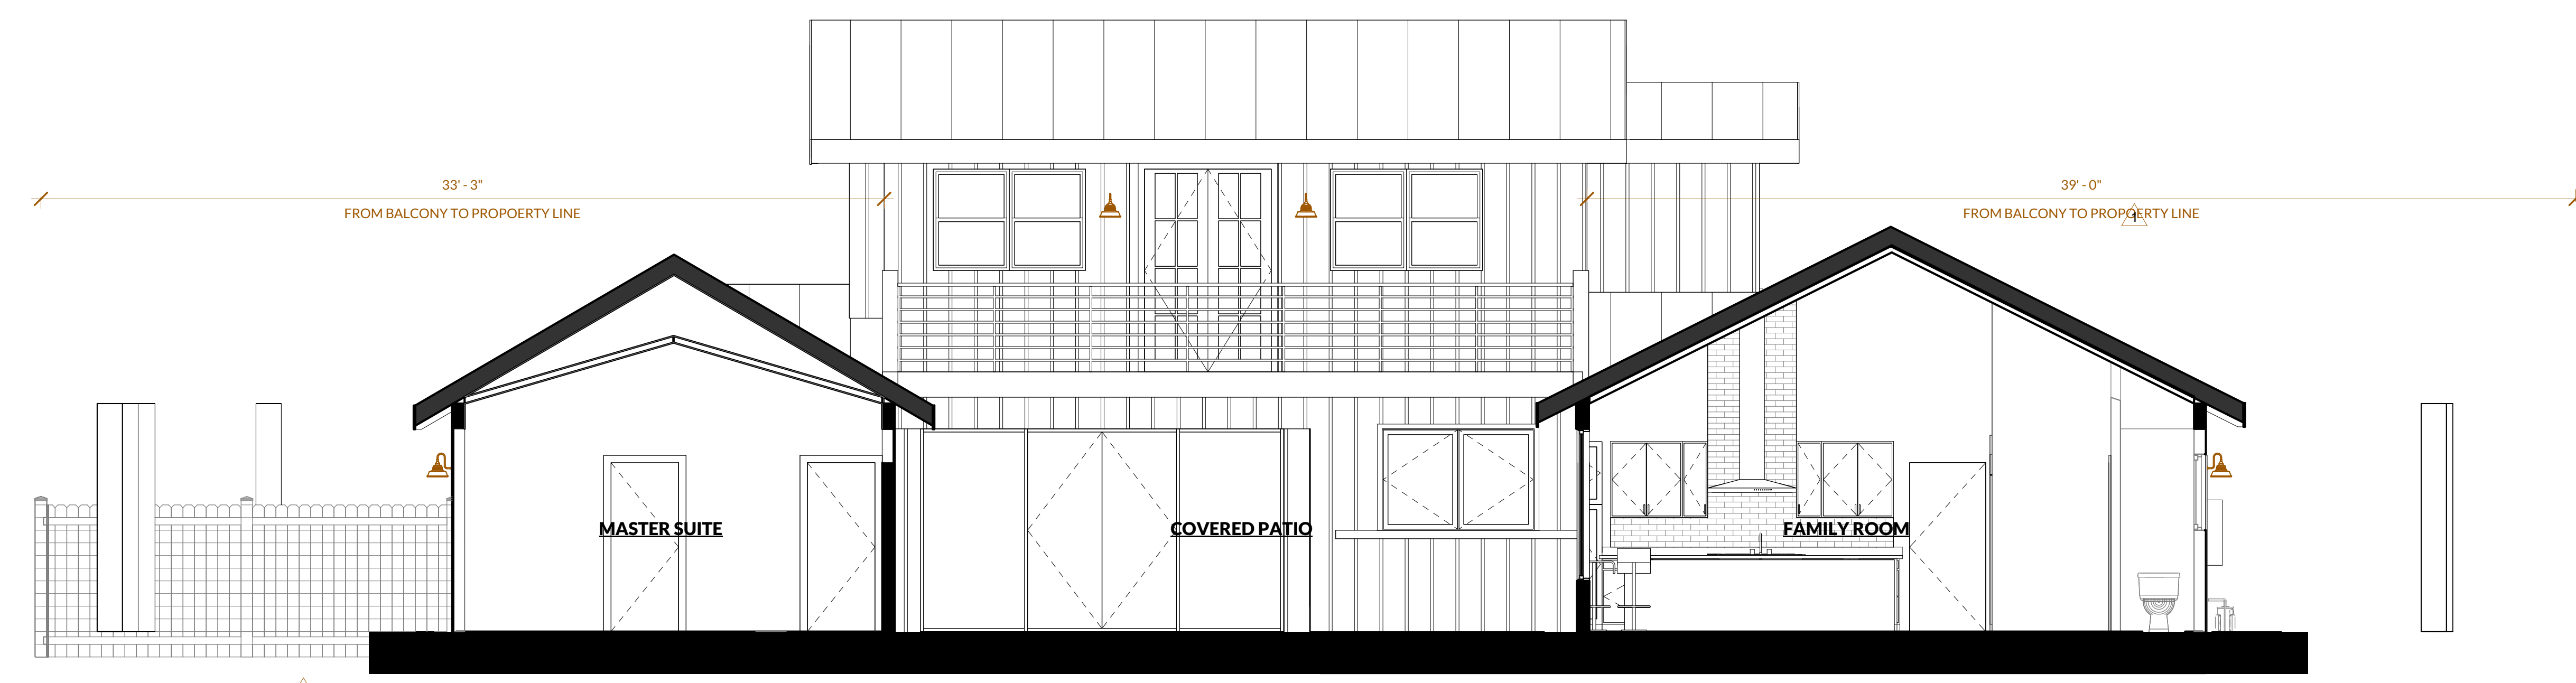 33' - 3"
FROM BALCONY TO PROPOERTY LINE
39' - 0"
FROM BALCONY TO PROPOERTY LINE
1
MASTER SUITE
COVERED PATIO
FAMILY ROOM